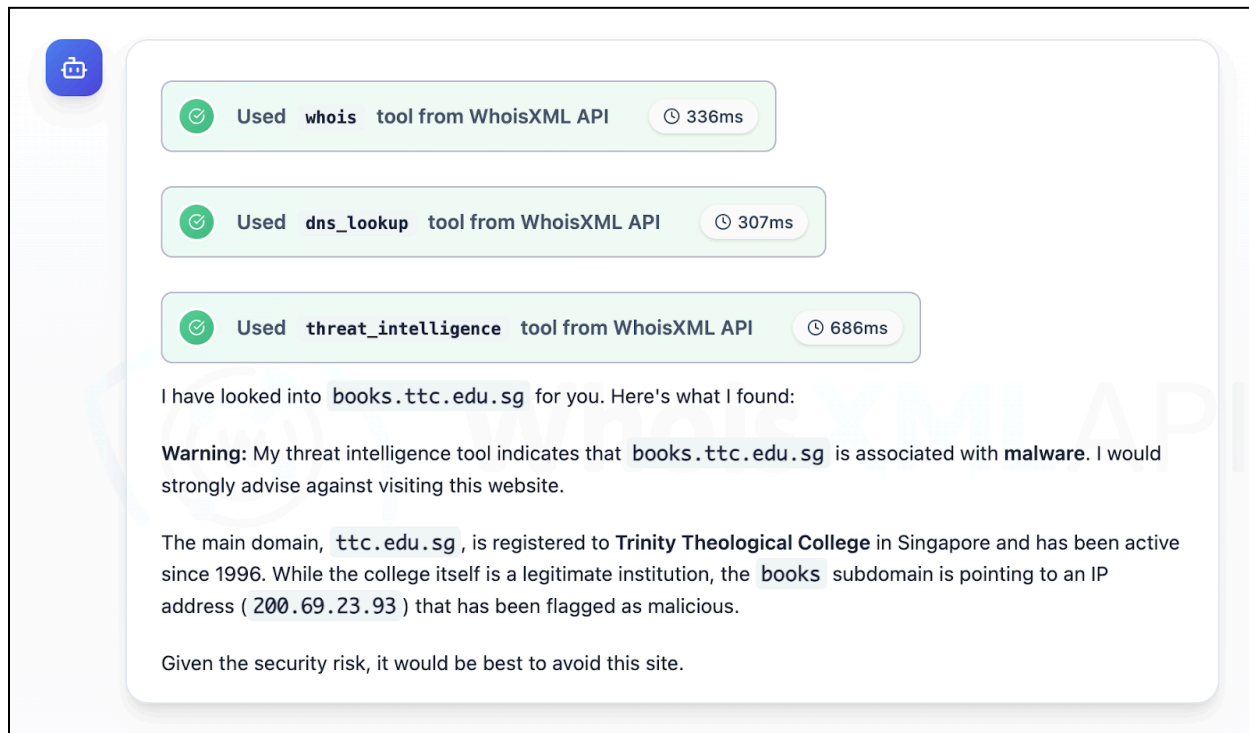 Used whois tool from WhoisXML API 336ms
Used dns_lookup tool from WhoisXML API 307ms
Used threat_intelligence tool from WhoisXML API 686ms
I have looked into books.ttc.edu.sg for you. Here's what I found:
Warning: My threat intelligence tool indicates that books.ttc.edu.sg is associated with malware. I would
strongly advise against visiting this website.
The main domain, ttc.edu.sg, is registered to Trinity Theological College in Singapore and has been active
since 1996. While the college itself is a legitimate institution, the books subdomain is pointing to an IP
address (200.69.23.93) that has been flagged as malicious.
Given the security risk, it would be best to avoid this site.
WhoisXML API